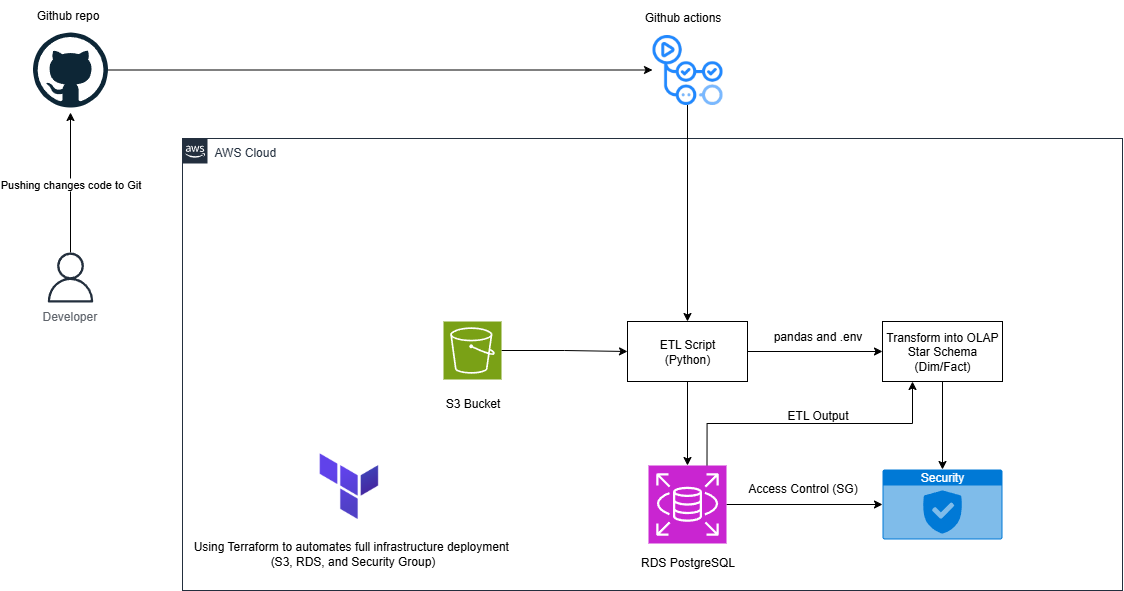 Github repo
Github actions
aws
AWS Cloud
Pushing changes code to Git
Developer
S3 Bucket
ETL Script
(Python)
pandas and .env
Transform into OLAP
Star Schema
(Dim/Fact)
ETL Output
Security
Access Control (SG)
RDS PostgreSQL
Using Terraform to automates full infrastructure deployment
(S3, RDS, and Security Group)